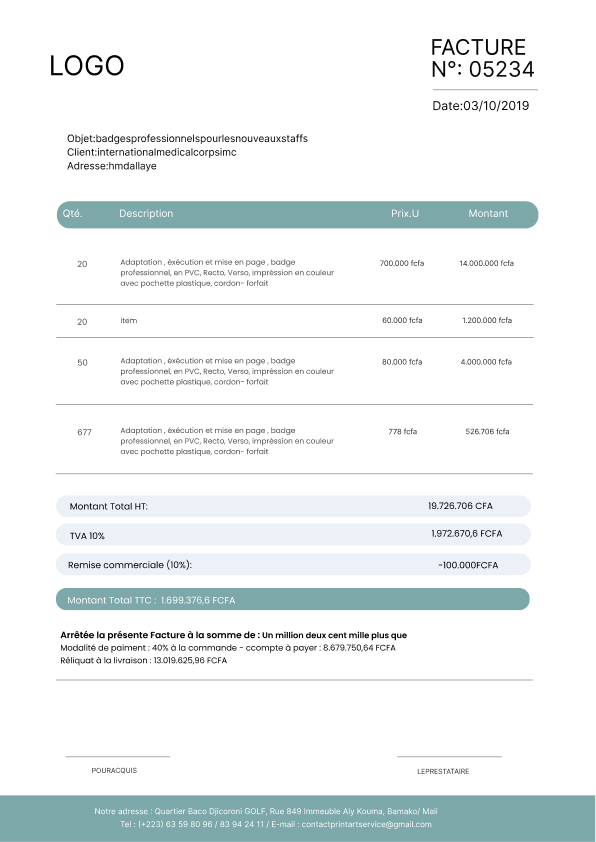 LOGO
FACTURE
N°: 05234
Date:03/10/2019
Objet:badgesprofessionnelspourlesnouveauxstaffs
Client:internationalmedicalcorpsimc
Adresse:hmdallaye
Qté. Description Prix.U Montant
20 Adaptation , éxécution et mise en page , badge 700.000 fcfa 14.000.000 fcfa
professionnel, en PVC, Recto, Verso, impréssion en couleur
avec pochette plastique, cordon- forfait
20 item 60.000 fcfa 1.200.000 fcfa
50 Adaptation , éxécution et mise en page , badge 80.000 fcfa 4.000.000 fcfa
professionnel, en PVC, Recto, Verso, impréssion en couleur
avec pochette plastique, cordon- forfait
677 Adaptation , éxécution et mise en page , badge 778 fcfa 526.706 fcfa
professionnel, en PVC, Recto, Verso, impréssion en couleur
avec pochette plastique, cordon- forfait
Montant Total HT: 19.726.706 CFA
TVA 10% 1.972.670,6 FCFA
Remise commerciale (10%): -100.000FCFA
Montant Total TTC : 1.699.376,6 FCFA
Arrêtée la présente Facture à la somme de : Un million deux cent mille plus que
Modalité de paiment : 40% à la commande - ccompte à payer : 8.679.750,64 FCFA
Réliquat à la livraison : 13.019.625,96 FCFA
POURACQUIS LEPRESTATAIRE
Notre adresse : Quartier Baco Djicoroni GOLF, Rue 849 Immeuble Aly Kouma, Bamako/ Mali
Tel : (+223) 63 59 80 96 / 83 94 24 11 / E-mail : contactprintartservice@gmail.com